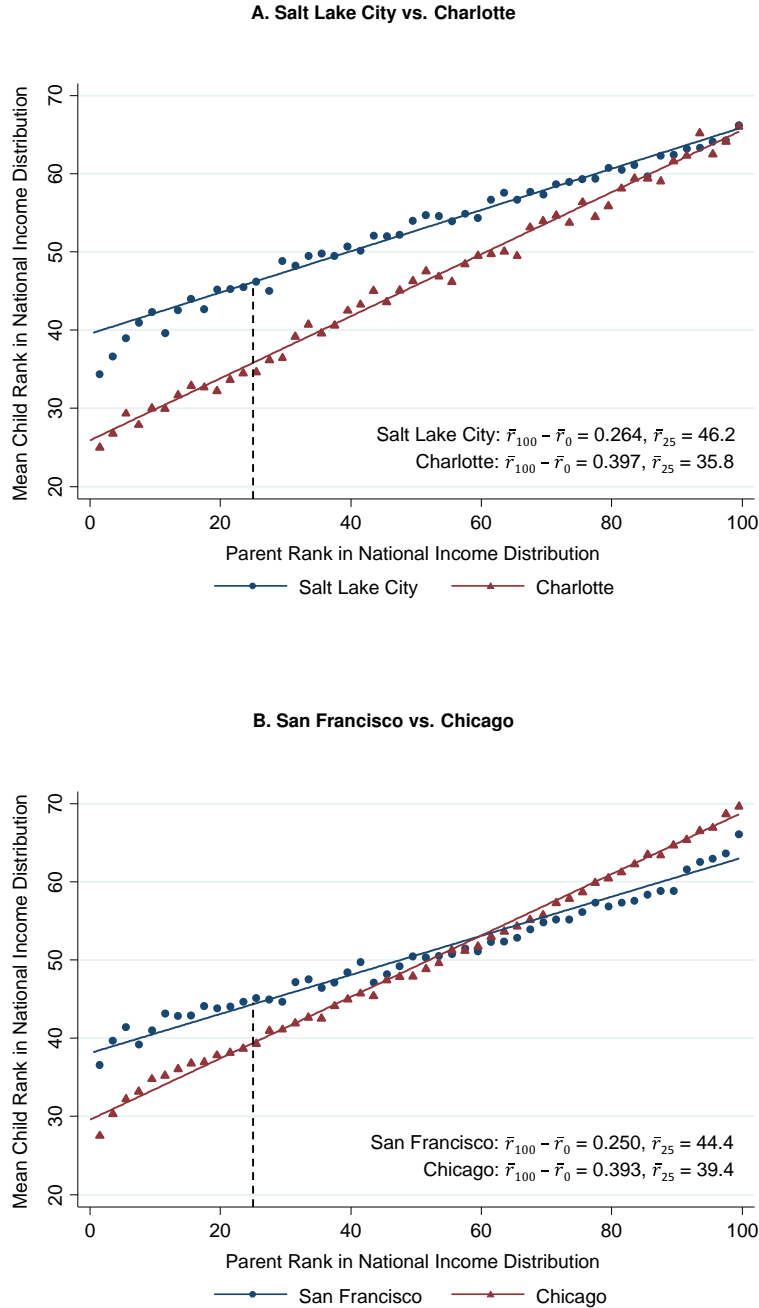 A. Salt Lake City vs. Charlotte
Mean Child Rank in National Income Distribution
70
60
50
40
30
20
Salt Lake City: r̄₁₀₀ – r̄₀ = 0.264, r̄₂₅ = 46.2
Charlotte: r̄₁₀₀ – r̄₀ = 0.397, r̄₂₅ = 35.8
0 20 40 60 80 100
Parent Rank in National Income Distribution
Salt Lake City Charlotte
B. San Francisco vs. Chicago
Mean Child Rank in National Income Distribution
70
60
50
40
30
20
San Francisco: r̄₁₀₀ – r̄₀ = 0.250, r̄₂₅ = 44.4
Chicago: r̄₁₀₀ – r̄₀ = 0.393, r̄₂₅ = 39.4
0 20 40 60 80 100
Parent Rank in National Income Distribution
San Francisco Chicago